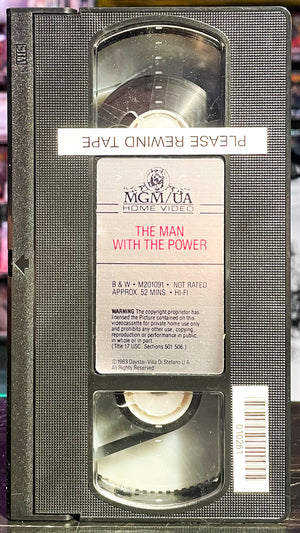 VHS
PLEASE REWIND TAPE
MGM/UA
HOME VIDEO
THE MAN
WITH THE POWER
B & W • M201091 • NOT RATED
APPROX. 52 MINS. • HI-FI
WARNING The copyright proprietor has
licensed the Picture contained on this
videocassette for private home use only
and prohibits any other use, copying,
reproduction or performance in public
in whole or in part.
(Title 17 USC. Sections 501 506.)
©1963 Daystar-Villa Di Stefano U.A.
All Rights Reserved
010261